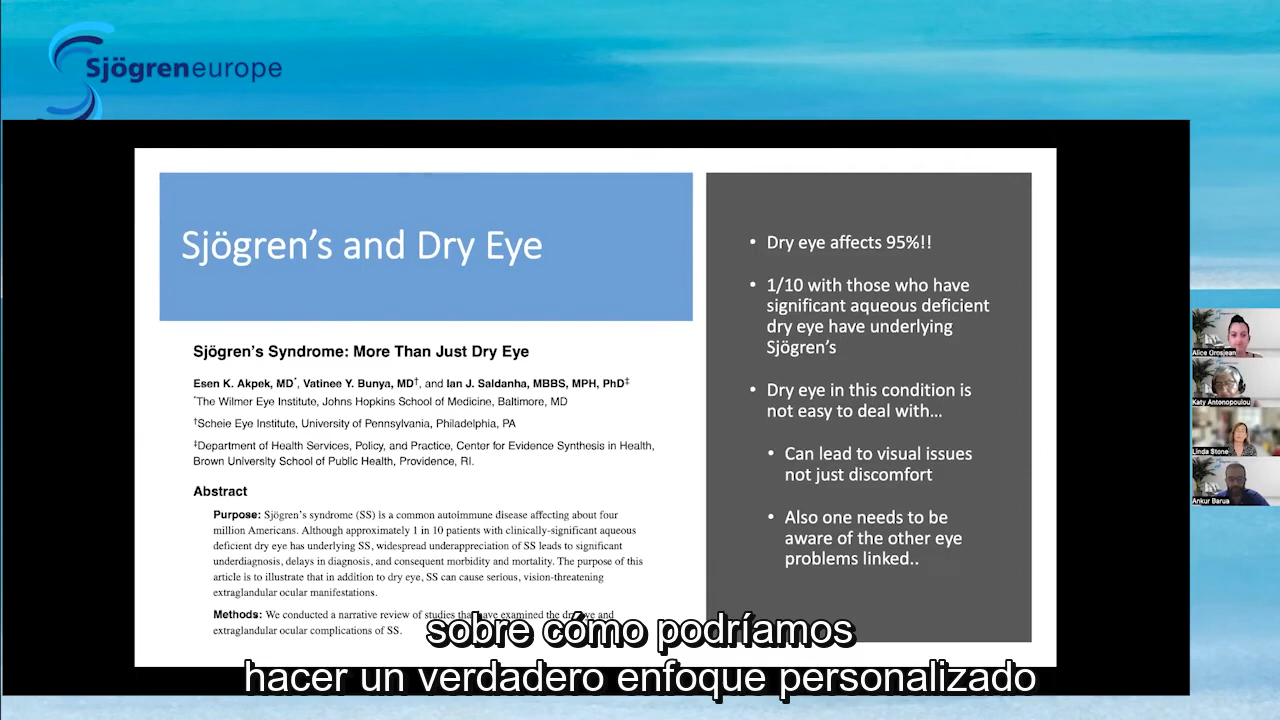 Sjögreneurope
Sjögren's and Dry Eye
Sjögren's Syndrome: More Than Just Dry Eye
Esen K. Akpek, MD*, Vatinee Y. Bunya, MD†, and Ian J. Saldanha, MBBS, MPH, PhD‡
*The Wilmer Eye Institute, Johns Hopkins School of Medicine, Baltimore, MD
†Scheie Eye Institute, University of Pennsylvania, Philadelphia, PA
‡Department of Health Services, Policy, and Practice, Center for Evidence Synthesis in Health,
Brown University School of Public Health, Providence, RI.
Abstract
Purpose: Sjögren's syndrome (SS) is a common autoimmune disease affecting about four
million Americans. Although approximately 1 in 10 patients with clinically-significant aqueous
deficient dry eye has underlying SS, widespread underappreciation of SS leads to significant
underdiagnosis, delays in diagnosis, and consequent morbidity and mortality. The purpose of this
article is to illustrate that in addition to dry eye, SS can cause serious, vision-threatening
extraglandular ocular manifestations.
Methods: We conducted a narrative review of studies that have examined the dry eye and
extraglandular ocular complications of SS.
• Dry eye affects 95%!!
• 1/10 with those who have
significant aqueous deficient
dry eye have underlying
Sjögren's
• Dry eye in this condition is
not easy to deal with…
• Can lead to visual issues
not just discomfort
• Also one needs to be
aware of the other eye
problems linked..
Alice Grosjean
Katy Antonopoulou
Linda Stone
Ankur Barua
sobre cómo podríamos
hacer un verdadero enfoque personalizado